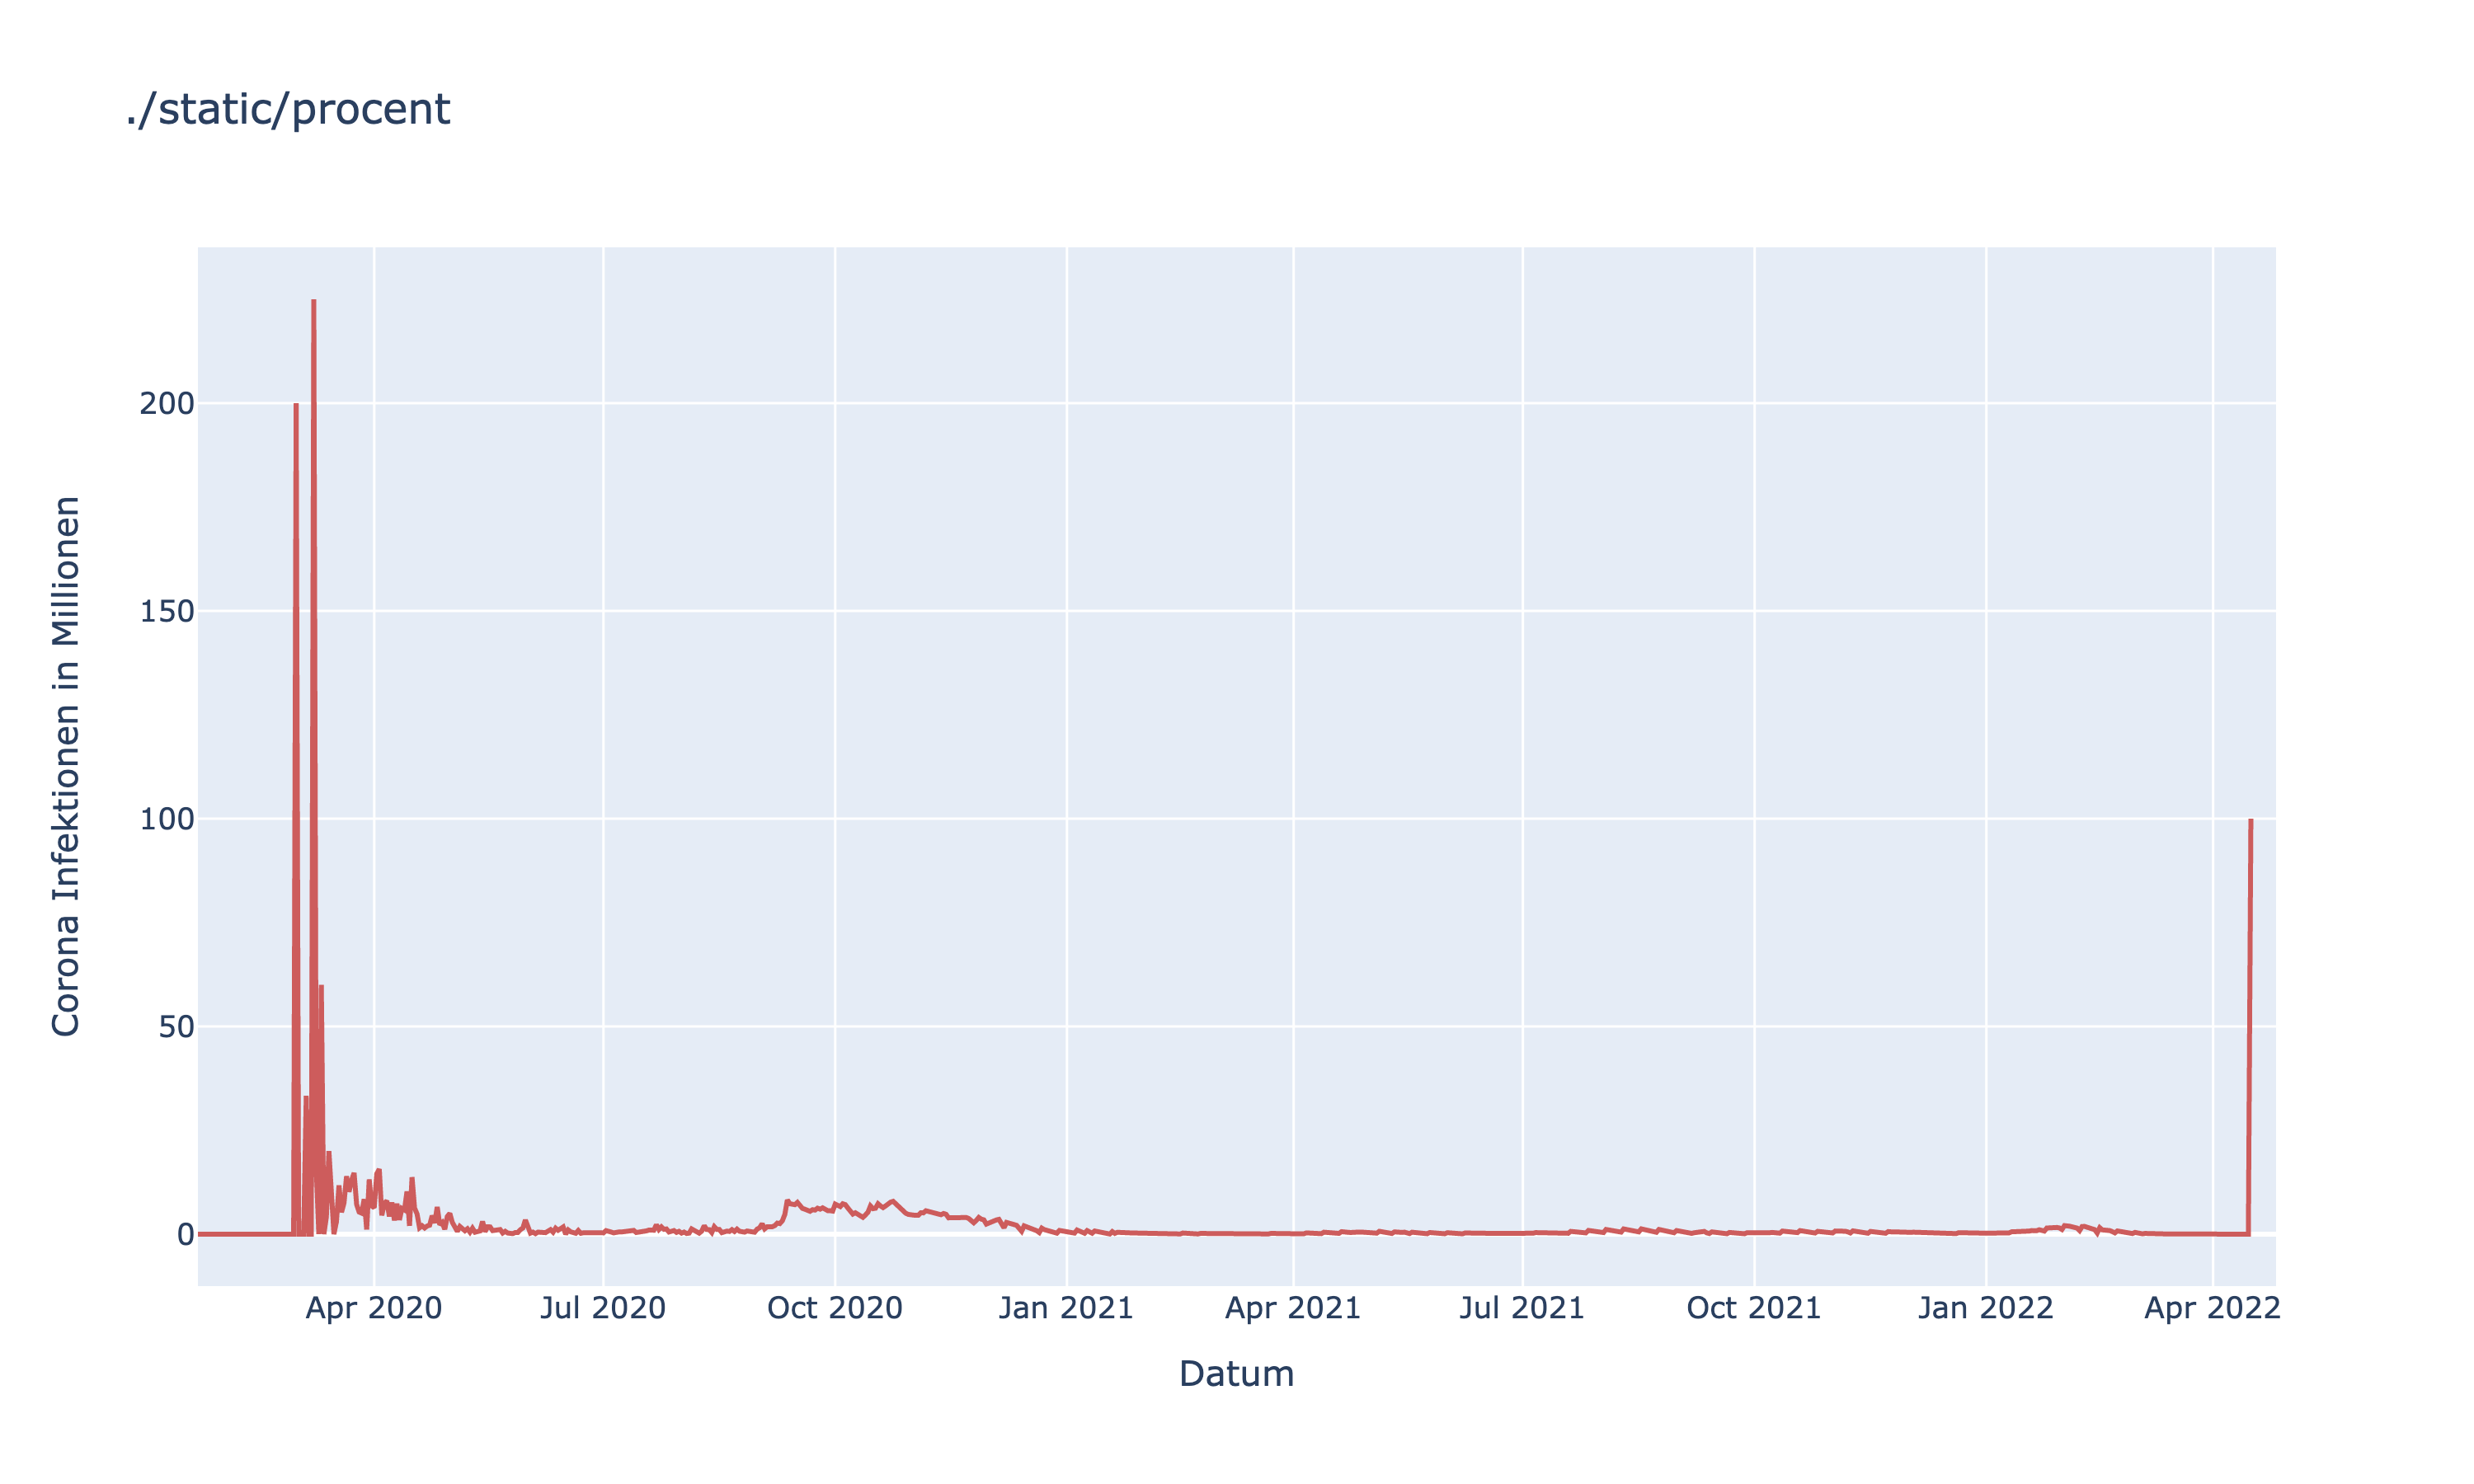 ./static/procent
Corona Infektionen in Millionen
200
150
100
50
0
Apr 2020
Jul 2020
Oct 2020
Jan 2021
Apr 2021
Jul 2021
Oct 2021
Jan 2022
Apr 2022
Datum